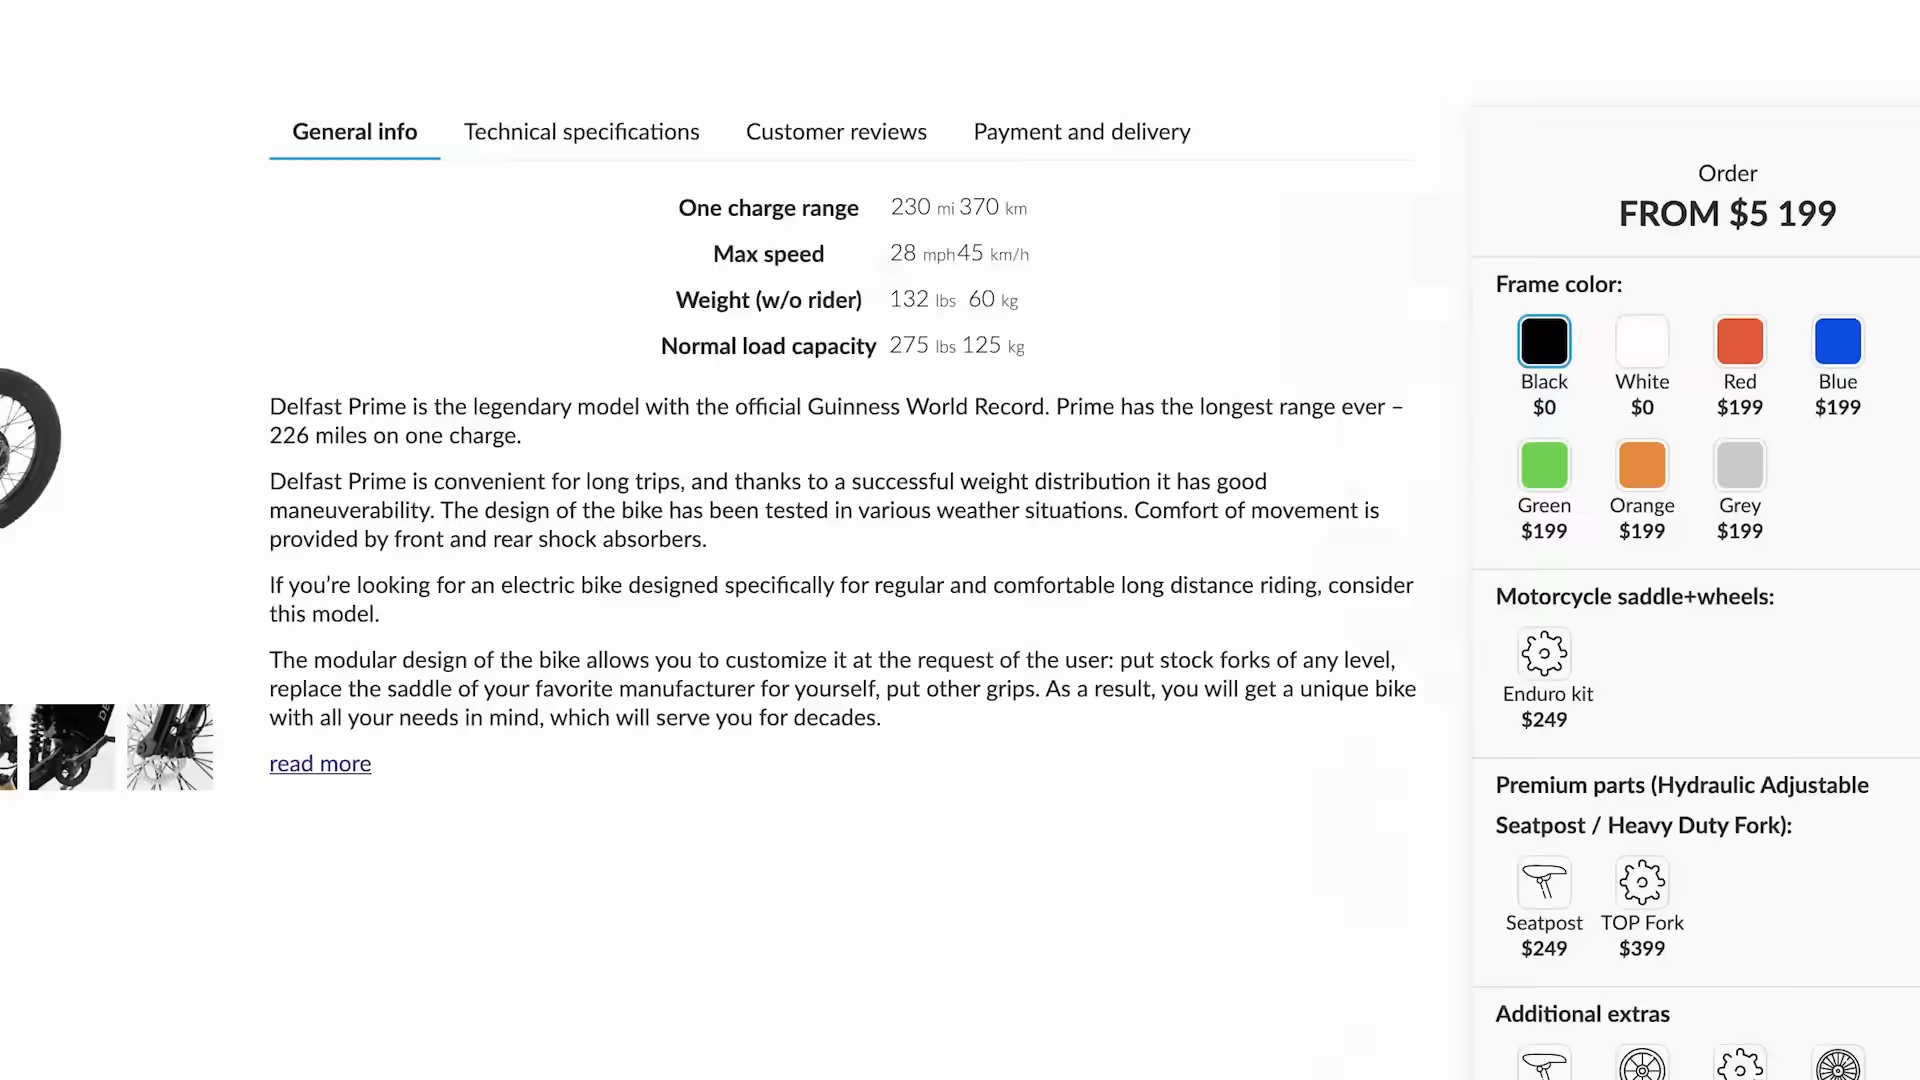 General info Technical specifications Customer reviews Payment and delivery
One charge range 230 mi 370 km
Max speed 28 mph 45 km/h
Weight (w/o rider) 132 lbs 60 kg
Normal load capacity 275 lbs 125 kg
Delfast Prime is the legendary model with the official Guinness World Record. Prime has the longest range ever –
226 miles on one charge.
Delfast Prime is convenient for long trips, and thanks to a successful weight distribution it has good
maneuverability. The design of the bike has been tested in various weather situations. Comfort of movement is
provided by front and rear shock absorbers.
If you’re looking for an electric bike designed specifically for regular and comfortable long distance riding, consider
this model.
The modular design of the bike allows you to customize it at the request of the user: put stock forks of any level,
replace the saddle of your favorite manufacturer for yourself, put other grips. As a result, you will get a unique bike
with all your needs in mind, which will serve you for decades.
read more
DE
Order
FROM $5 199
Frame color:
Black White Red Blue
$0 $0 $199 $199
Green Orange Grey
$199 $199 $199
Motorcycle saddle+wheels:
Enduro kit
$249
Premium parts (Hydraulic Adjustable
Seatpost / Heavy Duty Fork):
Seatpost TOP Fork
$249 $399
Additional extras